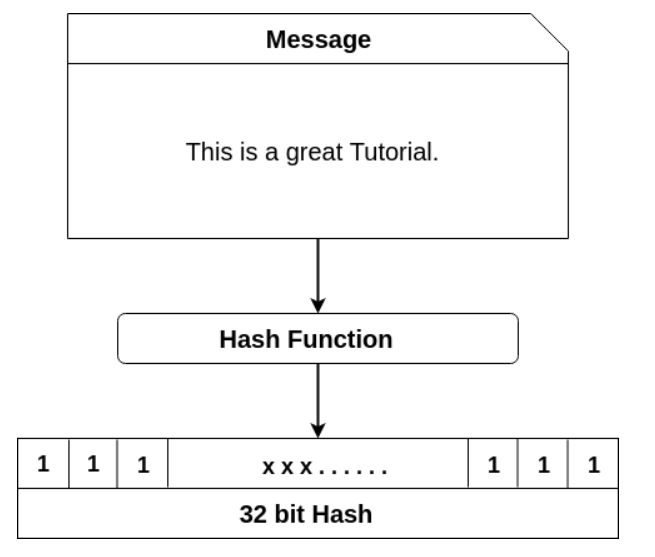 Message
This is a great Tutorial.
Hash Function
1 1 1 x x x . . . . . . 1 1 1
32 bit Hash